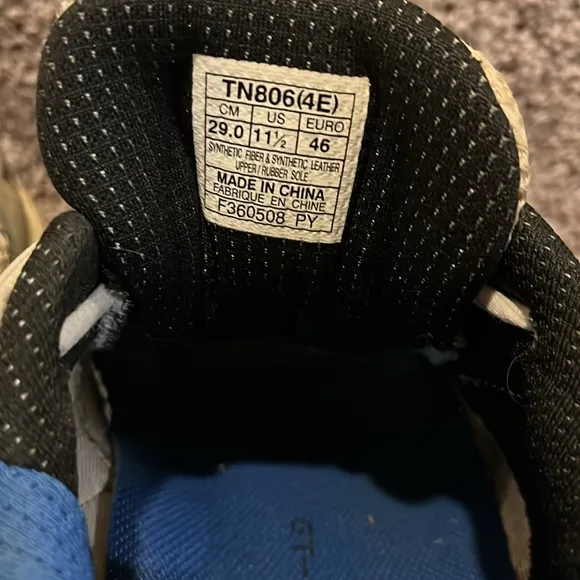 TN806(4E)
CM US EURO
29.0 11½ 46
SYNTHETIC FIBER & SYNTHETIC LEATHER
UPPER / RUBBER SOLE
MADE IN CHINA
FABRIQUE EN CHINE
F360508 PY
GT-